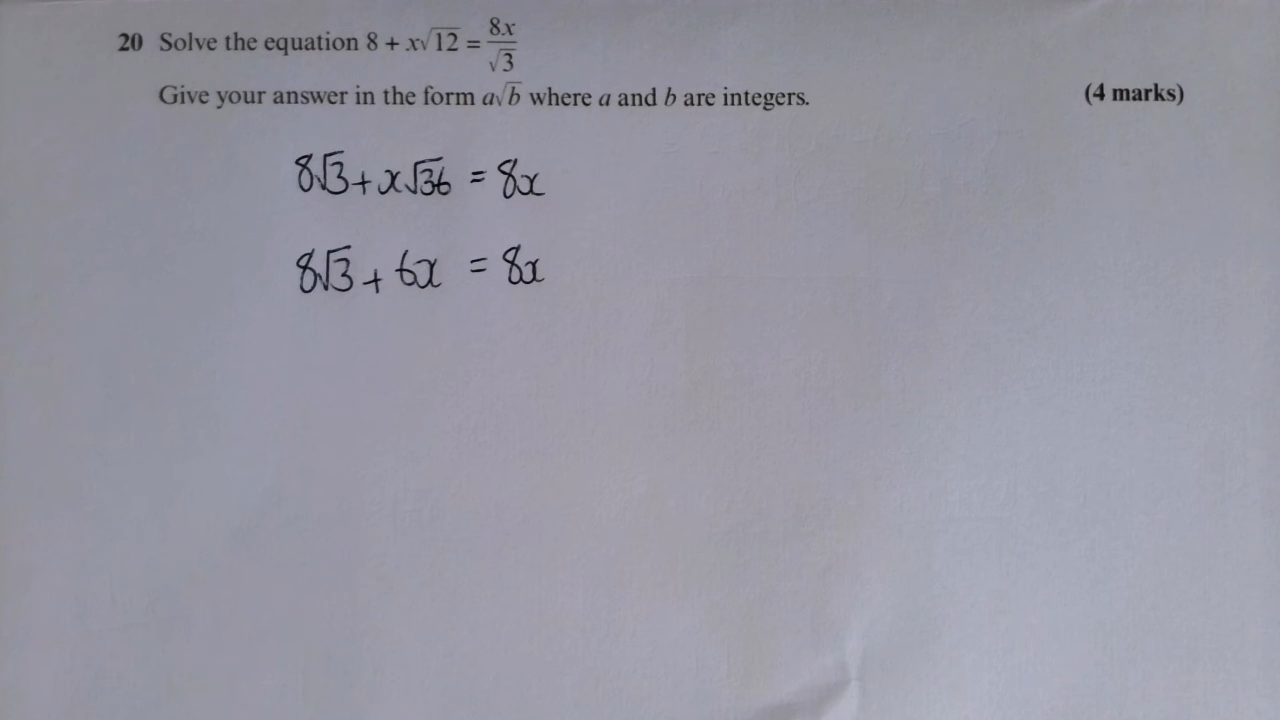 20 Solve the equation 8 + x√12 = 8x/√3
Give your answer in the form a√b where a and b are integers. (4 marks)
8√3 + x√36 = 8x
8√3 + 6x = 8x